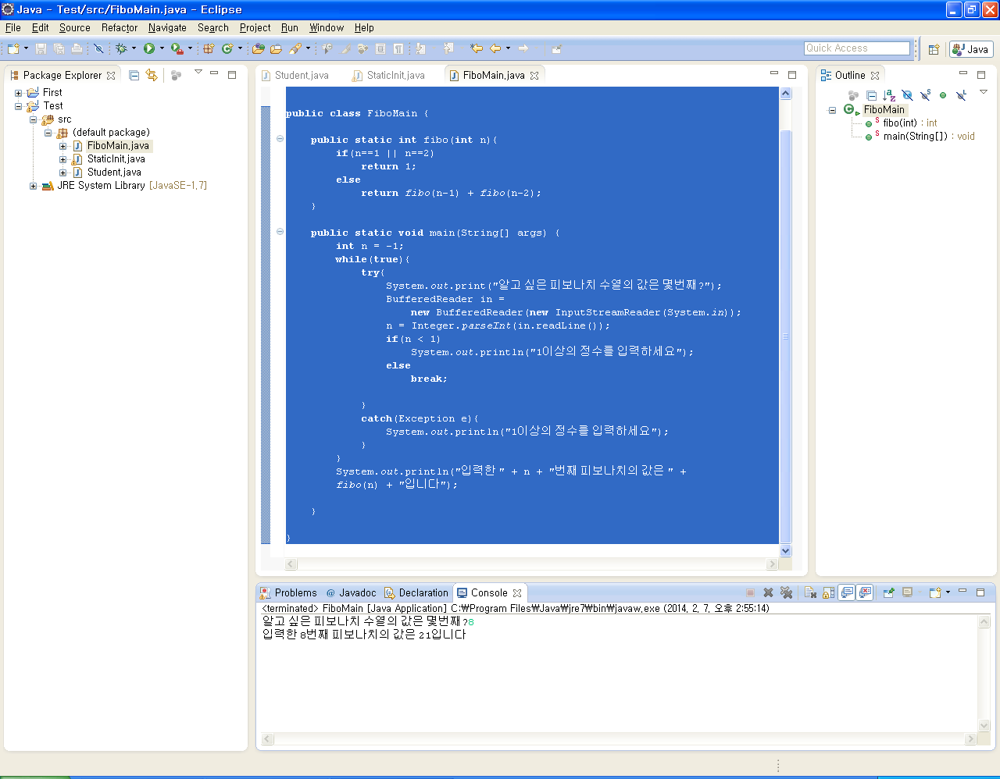 Java - Test/src/FiboMain.java - Eclipse
File Edit Source Refactor Navigate Search Project Run Window Help
Quick Access
Java
Package Explorer
First
Test
src
(default package)
FiboMain.java
StaticInit.java
Student.java
JRE System Library [JavaSE-1.7]
Student.java StaticInit.java FiboMain.java
public class FiboMain {
public static int fibo(int n){
if(n==1 || n==2)
return 1;
else
return fibo(n-1) + fibo(n-2);
}
public static void main(String[] args) {
int n = -1;
while(true){
try{
System.out.print("알고 싶은 피보나치 수열의 값은 몇번째?");
BufferedReader in =
new BufferedReader(new InputStreamReader(System.in));
n = Integer.parseInt(in.readLine());
if(n < 1)
System.out.println("1이상의 정수를 입력하세요");
else
break;
}
catch(Exception e){
System.out.println("1이상의 정수를 입력하세요");
}
}
System.out.println("입력한 " + n + "번째 피보나치의 값은 " +
fibo(n) + "입니다");
}
}
Outline
FiboMain
fibo(int) : int
main(String[]) : void
Problems @ Javadoc Declaration Console
<terminated> FiboMain [Java Application] C:₩Program Files₩Java₩jre7₩bin₩javaw.exe (2014. 2. 7. 오후 2:55:14)
알고 싶은 피보나치 수열의 값은 몇번째?8
입력한 8번째 피보나치의 값은 21입니다